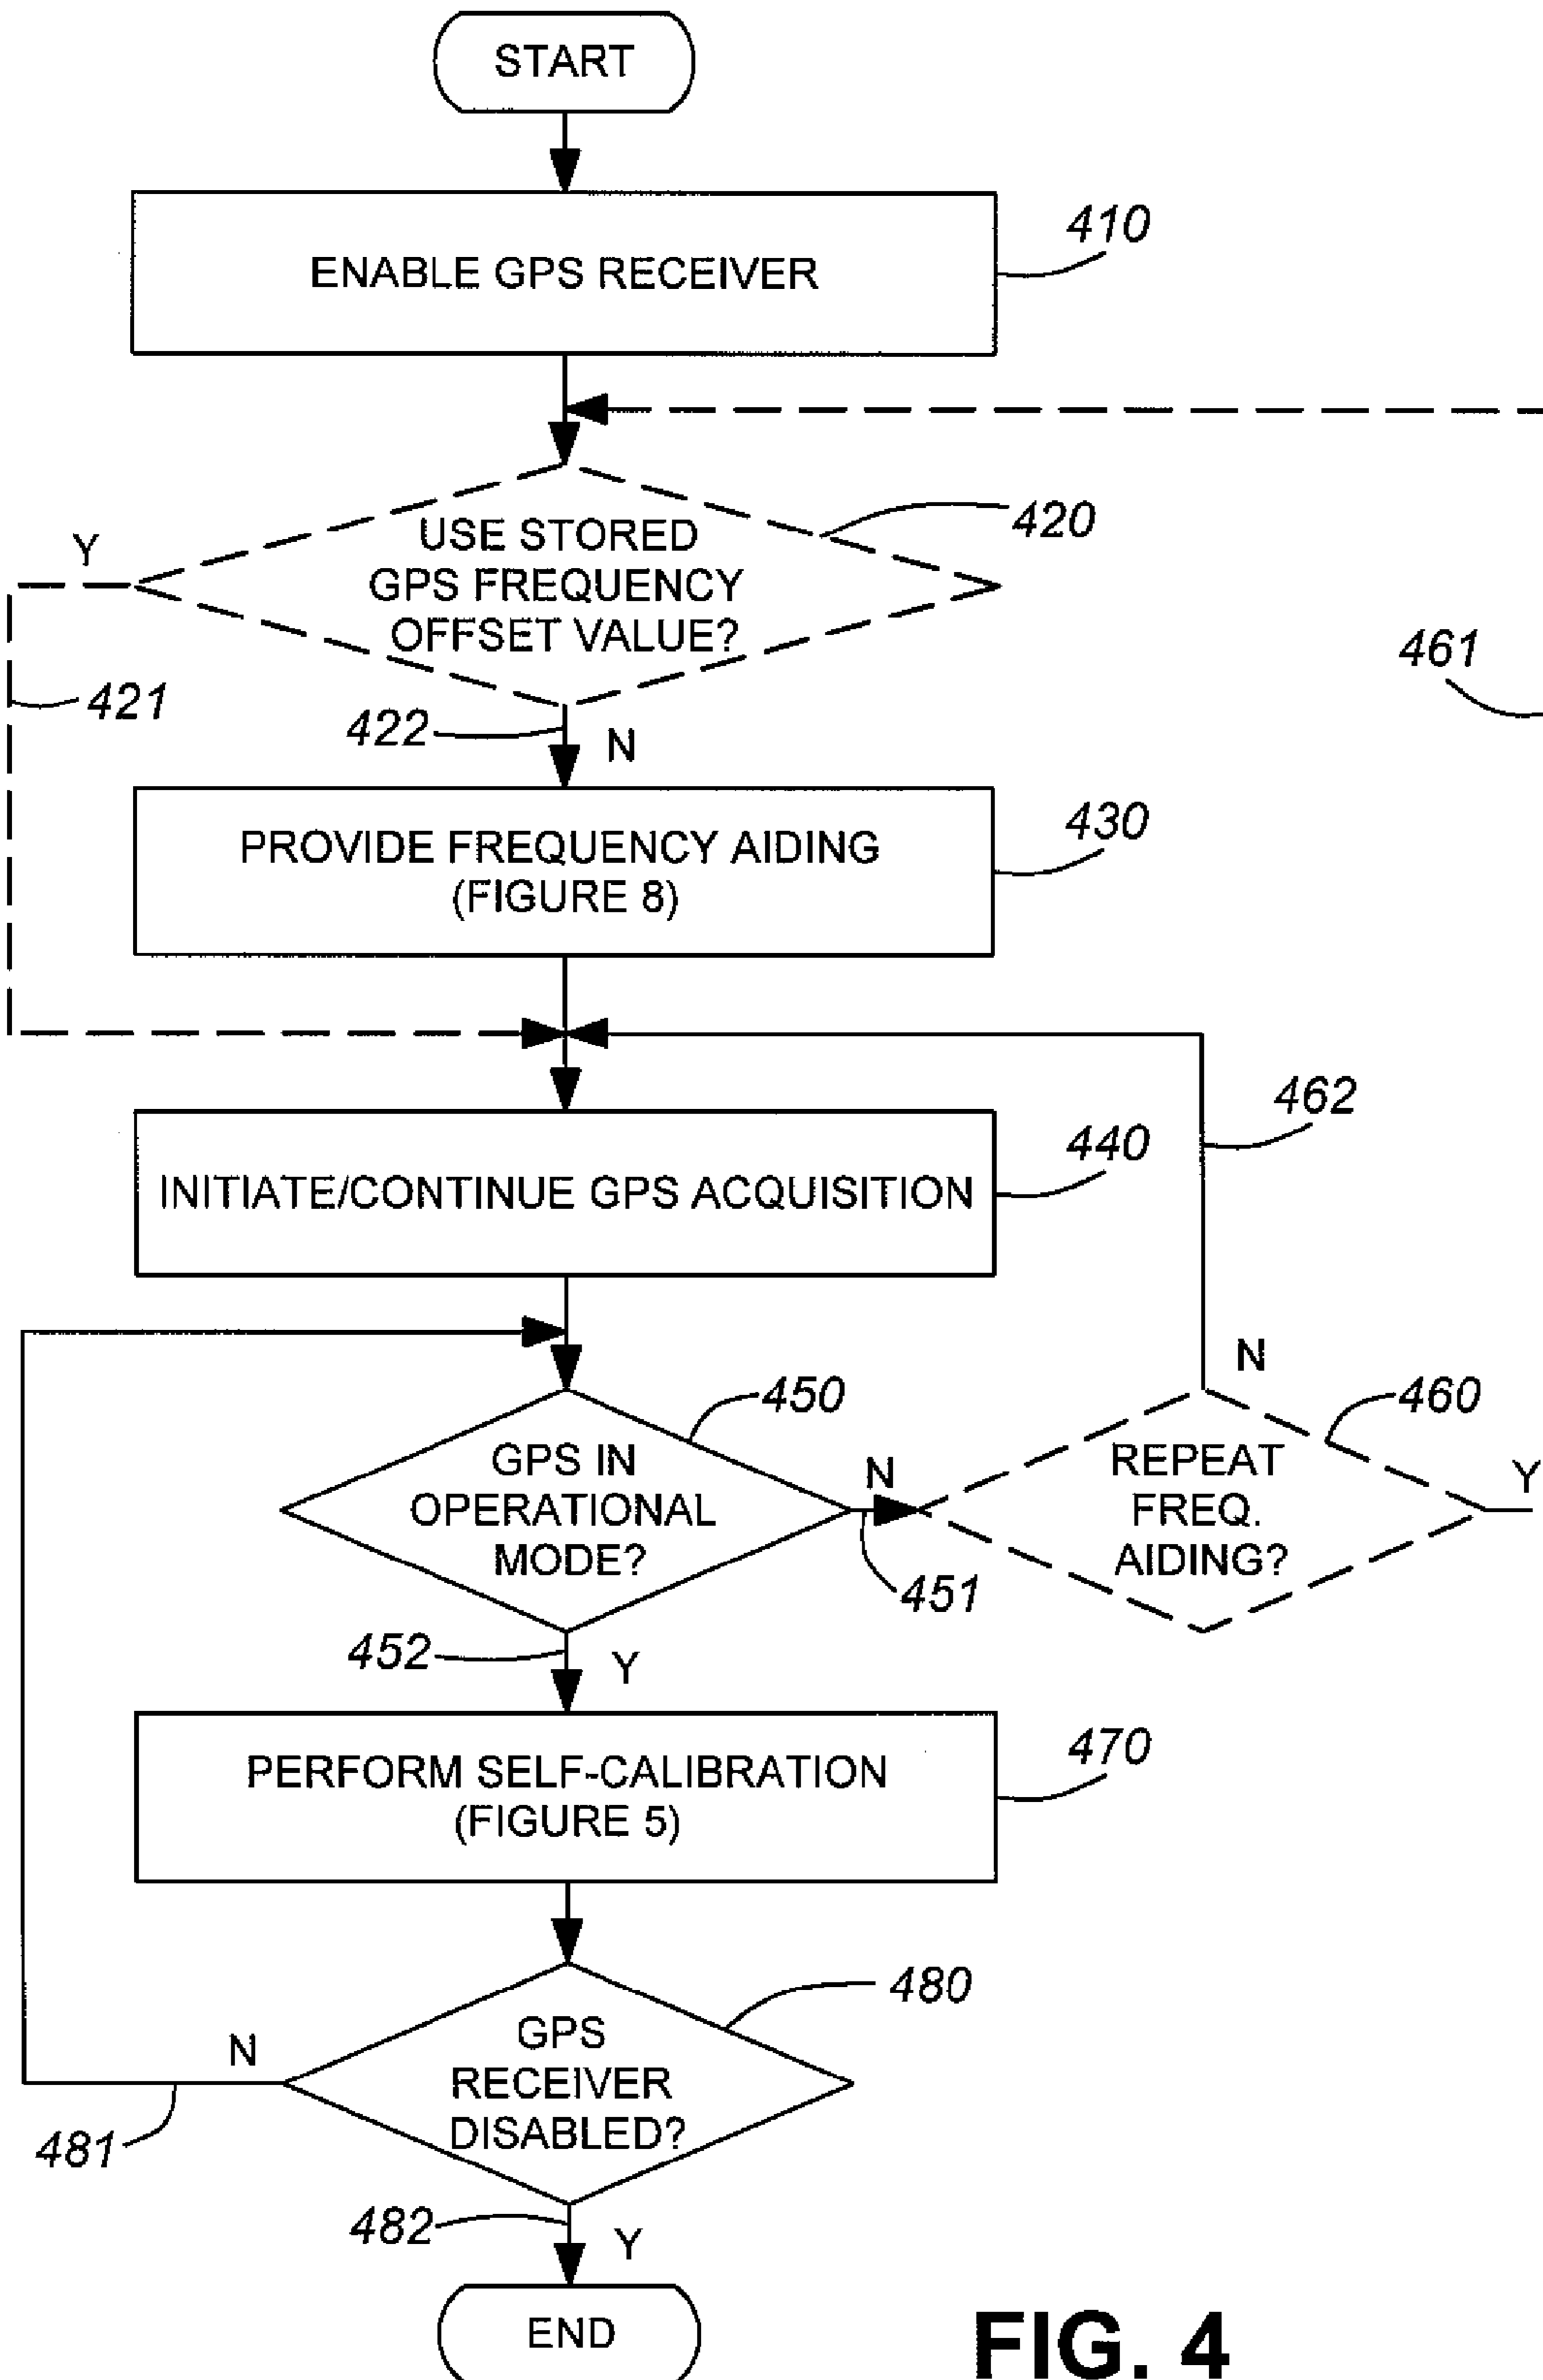 START
410
ENABLE GPS RECEIVER
420
Y
USE STORED
GPS FREQUENCY
OFFSET VALUE?
461
421
422
N
430
PROVIDE FREQUENCY AIDING
(FIGURE 8)
462
440
INITIATE/CONTINUE GPS ACQUISITION
N
450
460
GPS IN
OPERATIONAL
MODE?
N
REPEAT
FREQ.
AIDING?
Y
451
452
Y
470
PERFORM SELF-CALIBRATION
(FIGURE 5)
480
N
GPS
RECEIVER
DISABLED?
481
482
Y
END
FIG. 4